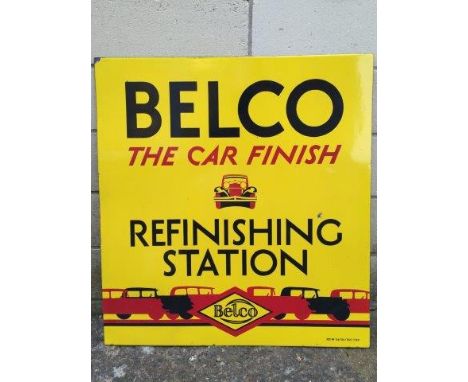 BELCO
THE CAR FINISH
REFINISHING
STATION
Belco